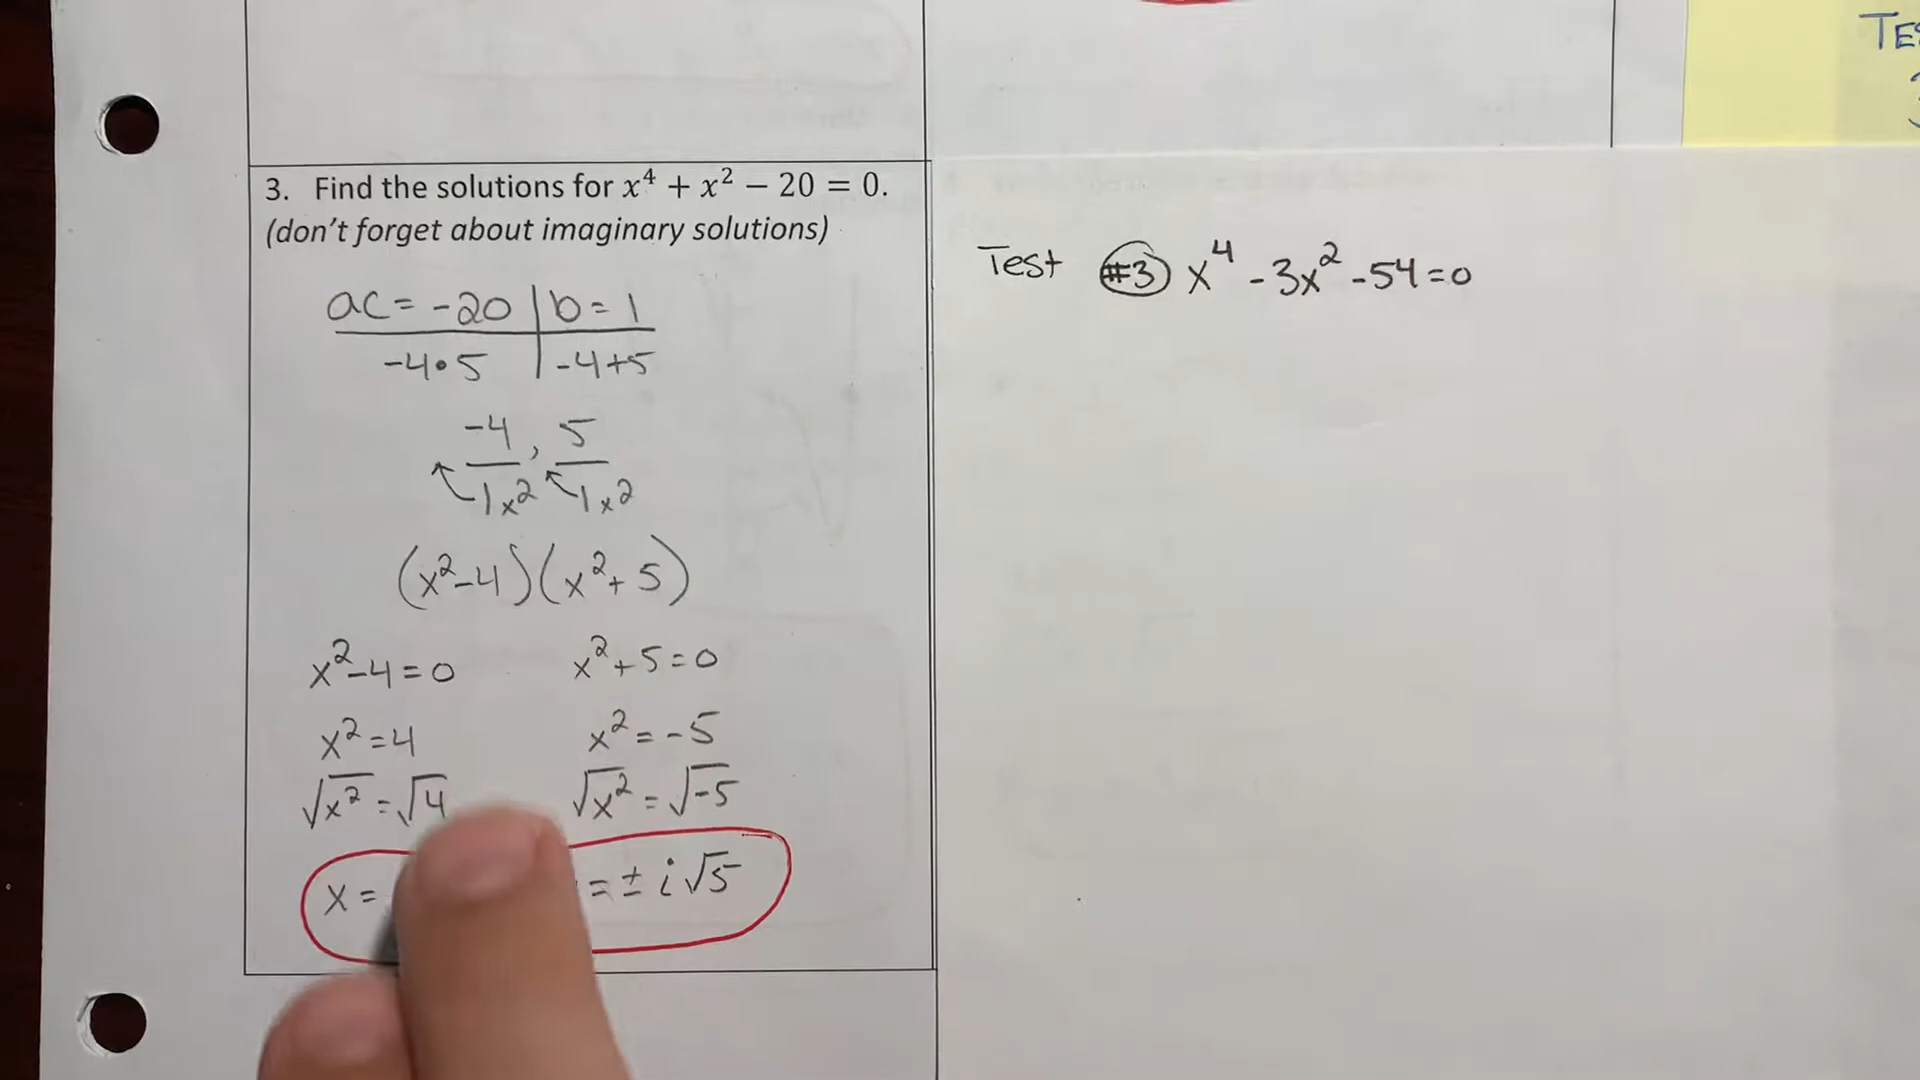 3. Find the solutions for x⁴ + x² − 20 = 0.
(don't forget about imaginary solutions)
ac = -20 | b = 1
-4•5 | -4+5
-4 , 5
1x² 1x²
(x²-4)(x²+5)
x²-4=0 x²+5=0
x²=4 x²=-5
√x²=√4 √x²=√-5
x= =± i√5
Test #3 x⁴ -3x² -54=0